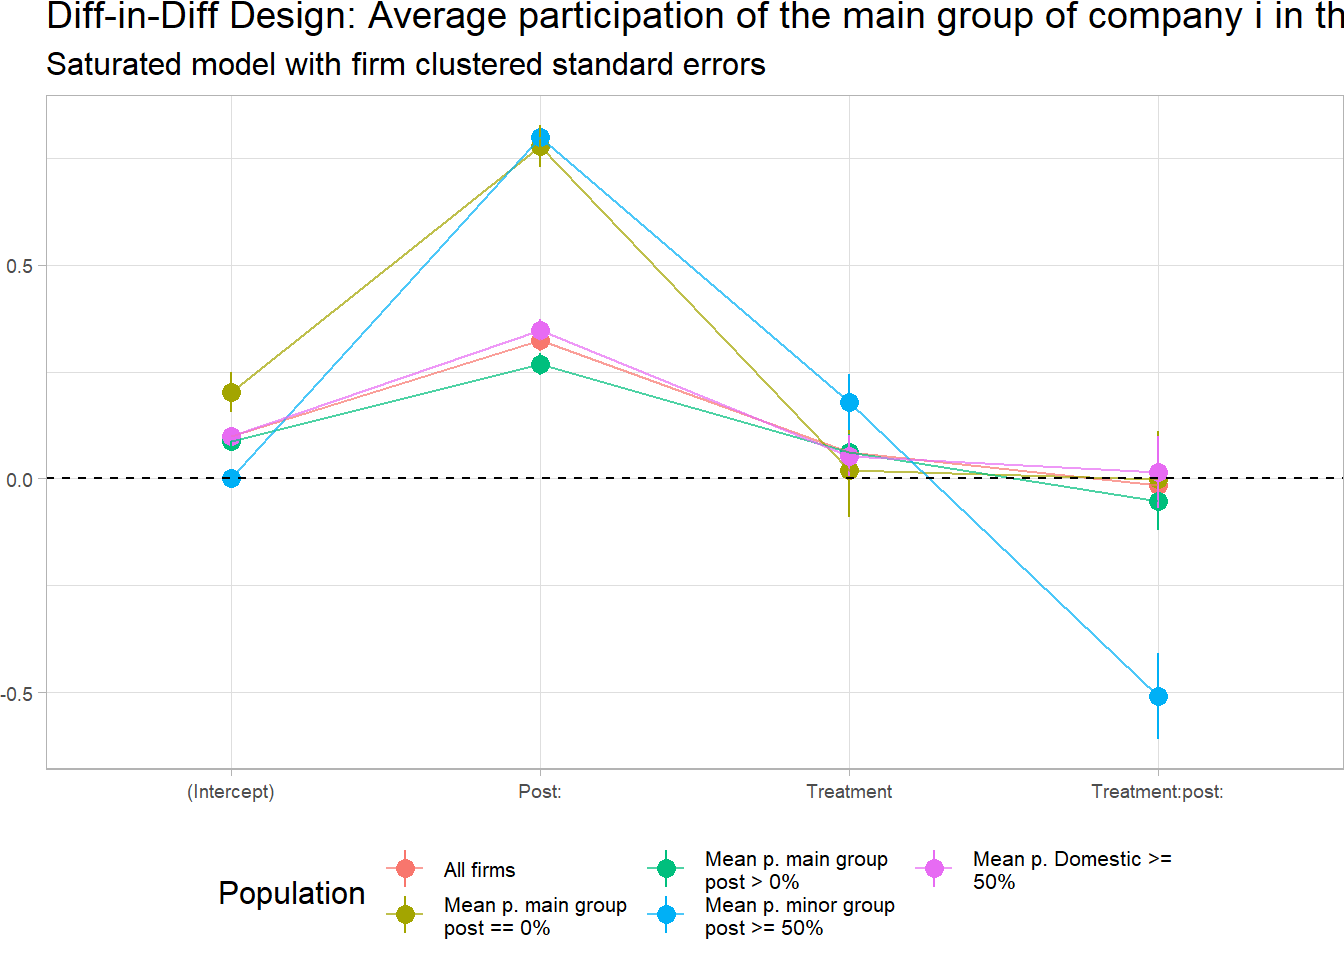 Diff-in-Diff Design: Average participation of the main group of company i in th
Saturated model with firm clustered standard errors
0.5
0.0
-0.5
(Intercept)
Post:
Treatment
Treatment:post:
Population
All firms
Mean p. main group
post == 0%
Mean p. main group
post > 0%
Mean p. minor group
post >= 50%
Mean p. Domestic >=
50%